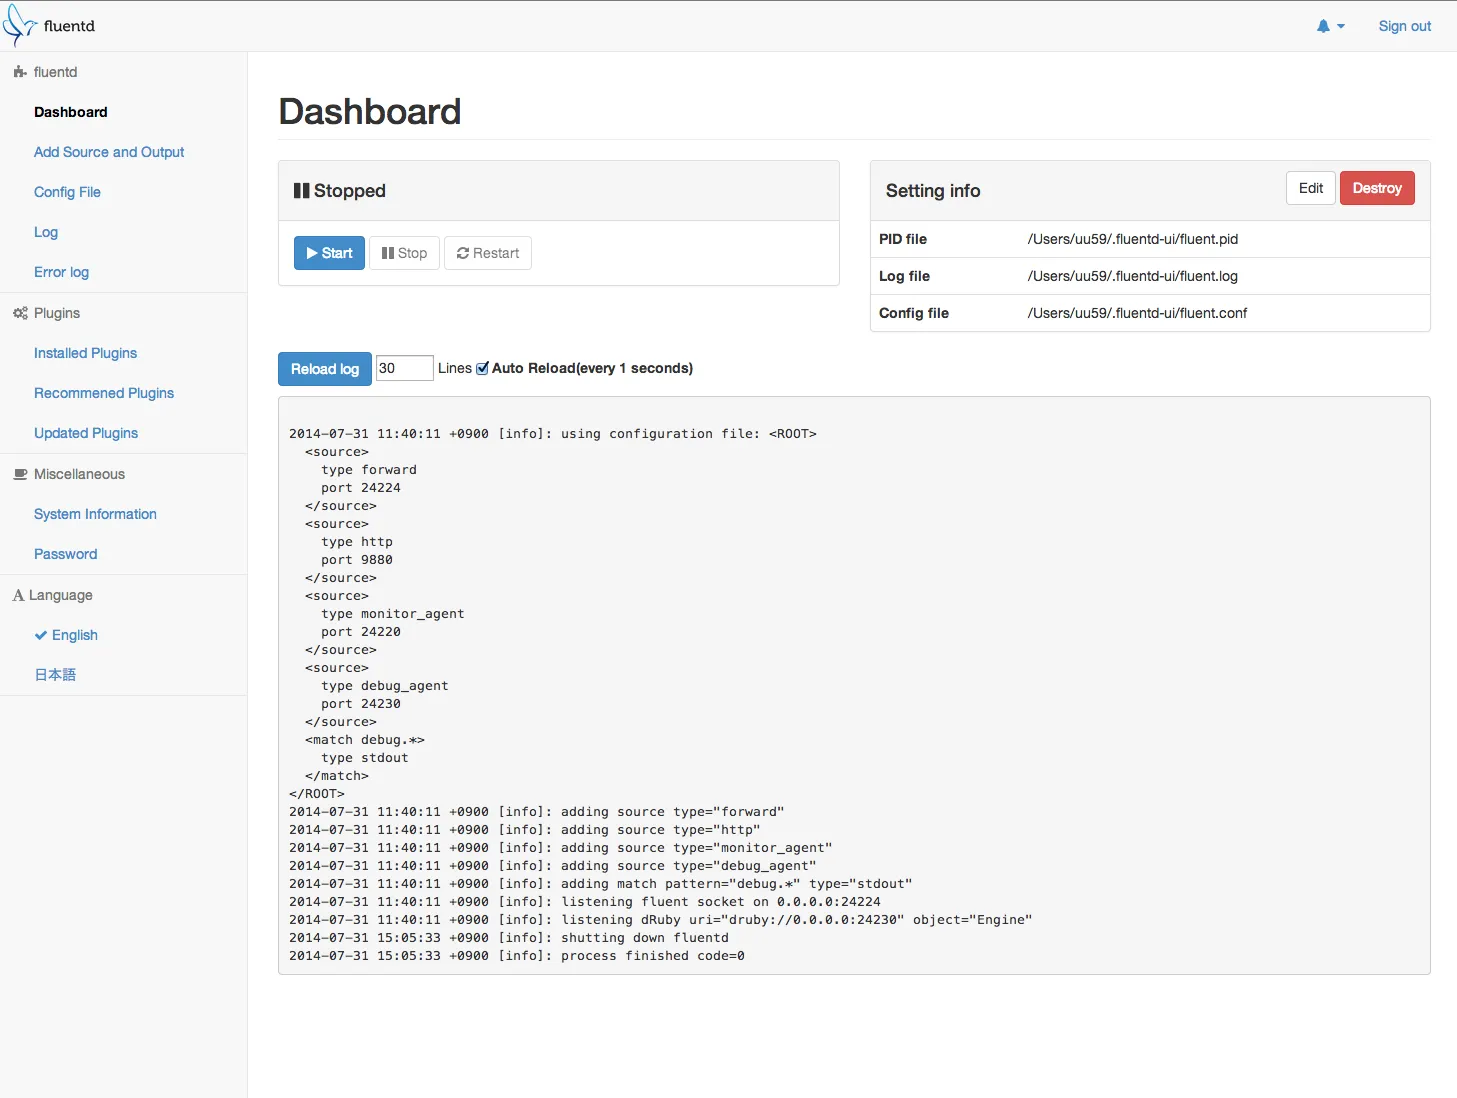 fluentd
Sign out
fluentd
Dashboard
Add Source and Output
Config File
Log
Error log
Plugins
Installed Plugins
Recommened Plugins
Updated Plugins
Miscellaneous
System Information
Password
Language
English
日本語
Dashboard
Stopped
Start Stop Restart
Setting info
Edit Destroy
PID file /Users/uu59/.fluentd-ui/fluent.pid
Log file /Users/uu59/.fluentd-ui/fluent.log
Config file /Users/uu59/.fluentd-ui/fluent.conf
Reload log 30 Lines Auto Reload(every 1 seconds)
2014-07-31 11:40:11 +0900 [info]: using configuration file: <ROOT>
  <source>
    type forward
    port 24224
  </source>
  <source>
    type http
    port 9880
  </source>
  <source>
    type monitor_agent
    port 24220
  </source>
  <source>
    type debug_agent
    port 24230
  </source>
  <match debug.*>
    type stdout
  </match>
</ROOT>
2014-07-31 11:40:11 +0900 [info]: adding source type="forward"
2014-07-31 11:40:11 +0900 [info]: adding source type="http"
2014-07-31 11:40:11 +0900 [info]: adding source type="monitor_agent"
2014-07-31 11:40:11 +0900 [info]: adding source type="debug_agent"
2014-07-31 11:40:11 +0900 [info]: adding match pattern="debug.*" type="stdout"
2014-07-31 11:40:11 +0900 [info]: listening fluent socket on 0.0.0.0:24224
2014-07-31 11:40:11 +0900 [info]: listening dRuby uri="druby://0.0.0.0:24230" object="Engine"
2014-07-31 15:05:33 +0900 [info]: shutting down fluentd
2014-07-31 15:05:33 +0900 [info]: process finished code=0